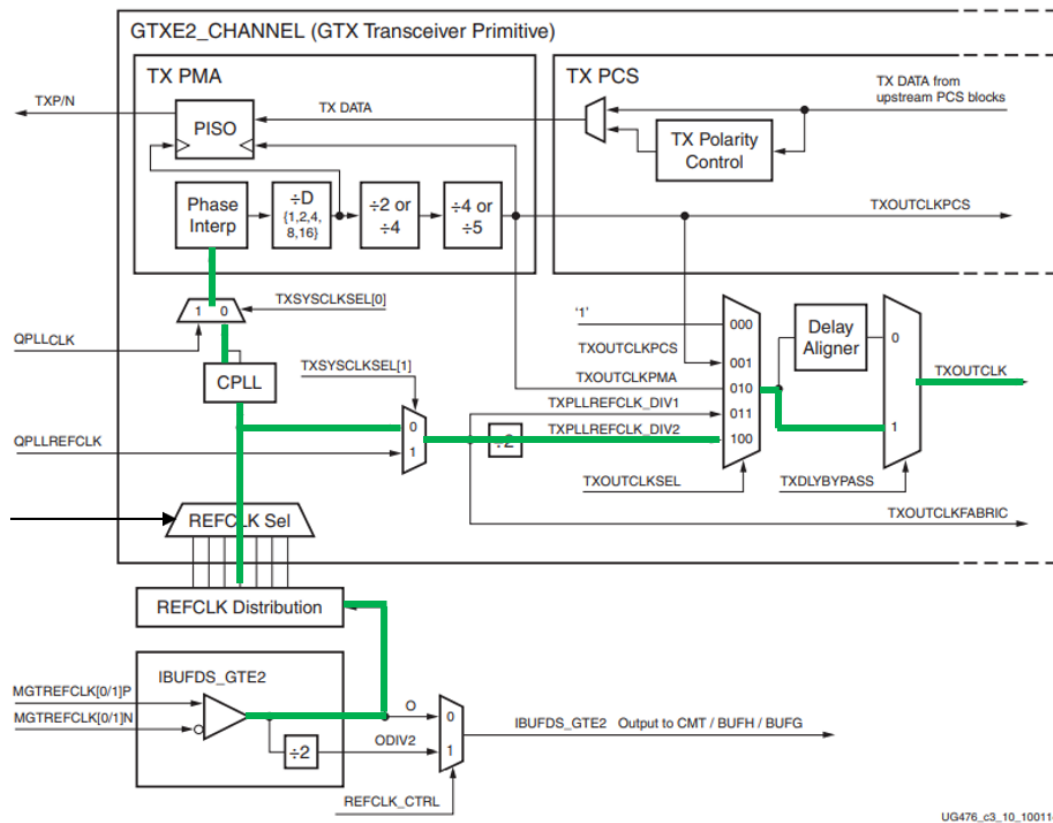 GTXE2_CHANNEL (GTX Transceiver Primitive)
TX PMA
TX PCS
TXP/N
PISO
TX DATA
TX DATA from
upstream PCS blocks
TX Polarity
Control
Phase
Interp
÷D
{1,2,4,
8,16}
÷2 or
÷4
÷4 or
÷5
TXOUTCLKPCS
1 0
TXSYSCLKSEL[0]
QPLLCLK
CPLL
TXSYSCLKSEL[1]
QPLLREFCLK
0
1
÷2
'1'
TXOUTCLKPCS
TXOUTCLKPMA
TXPLLREFCLK_DIV1
TXPLLREFCLK_DIV2
000
001
010
011
100
TXOUTCLKSEL
Delay
Aligner
0
1
TXOUTCLK
TXDLYBYPASS
TXOUTCLKFABRIC
REFCLK Sel
REFCLK Distribution
IBUFDS_GTE2
MGTREFCLK[0/1]P
MGTREFCLK[0/1]N
÷2
O
ODIV2
0
1
IBUFDS_GTE2 Output to CMT / BUFH / BUFG
REFCLK_CTRL